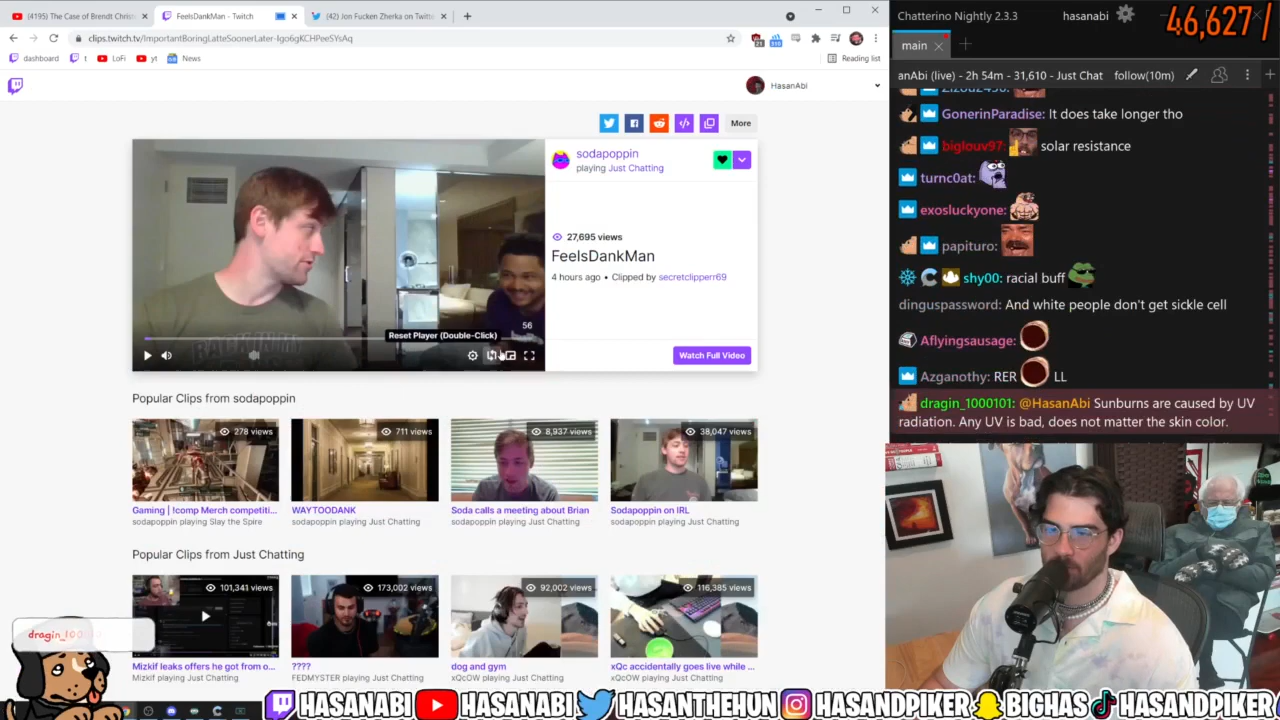 (4195) The Case of Brendt Christe
FeelsDankMan - Twitch
(42) Jon Fucken Zherka on Twitte
clips.twitch.tv/ImportantBoringLatteSoonerLater-Igo6gKCHPeeSYsAq
dashboard
t
LoFi
yt
News
Reading list
HasanAbi
More
sodapoppin
playing Just Chatting
27,695 views
FeelsDankMan
4 hours ago • Clipped by secretclipperr69
56
Reset Player (Double-Click)
Watch Full Video
Popular Clips from sodapoppin
278 views
711 views
8,937 views
38,047 views
Gaming | !comp Merch competiti...
WAYTOODANK
Soda calls a meeting about Brian
Sodapoppin on IRL
sodapoppin playing Slay the Spire
sodapoppin playing Just Chatting
Sodapoppin playing Just Chatting
Sodapoppin playing Just Chatting
Popular Clips from Just Chatting
101,341 views
173,002 views
92,002 views
116,385 views
Mizkif leaks offers he got from o...
????
dog and gym
xQc accidentally goes live while ...
Mizkif playing Just Chatting
FEDMYSTER playing Just Chatting
xQcOW playing Just Chatting
xQcOW playing Just Chatting
Chatterino Nightly 2.3.3
hasanabi
46,627/
main
anAbi (live) - 2h 54m - 31,610 - Just Chat
follow(10m)
GonerinParadise: It does take longer tho
biglouv97: solar resistance
turnc0at:
exosluckyone:
papituro:
shy00: racial buff
dinguspassword: And white people don't get sickle cell
Aflyingsausage:
Azganothy: RER LL
dragin_1000101: @HasanAbi Sunburns are caused by UV
radiation. Any UV is bad, does not matter the skin color.
HASANABI HASANABI HASANTHEHUN HASANDPIKER BIGHAS HASANDPIKER